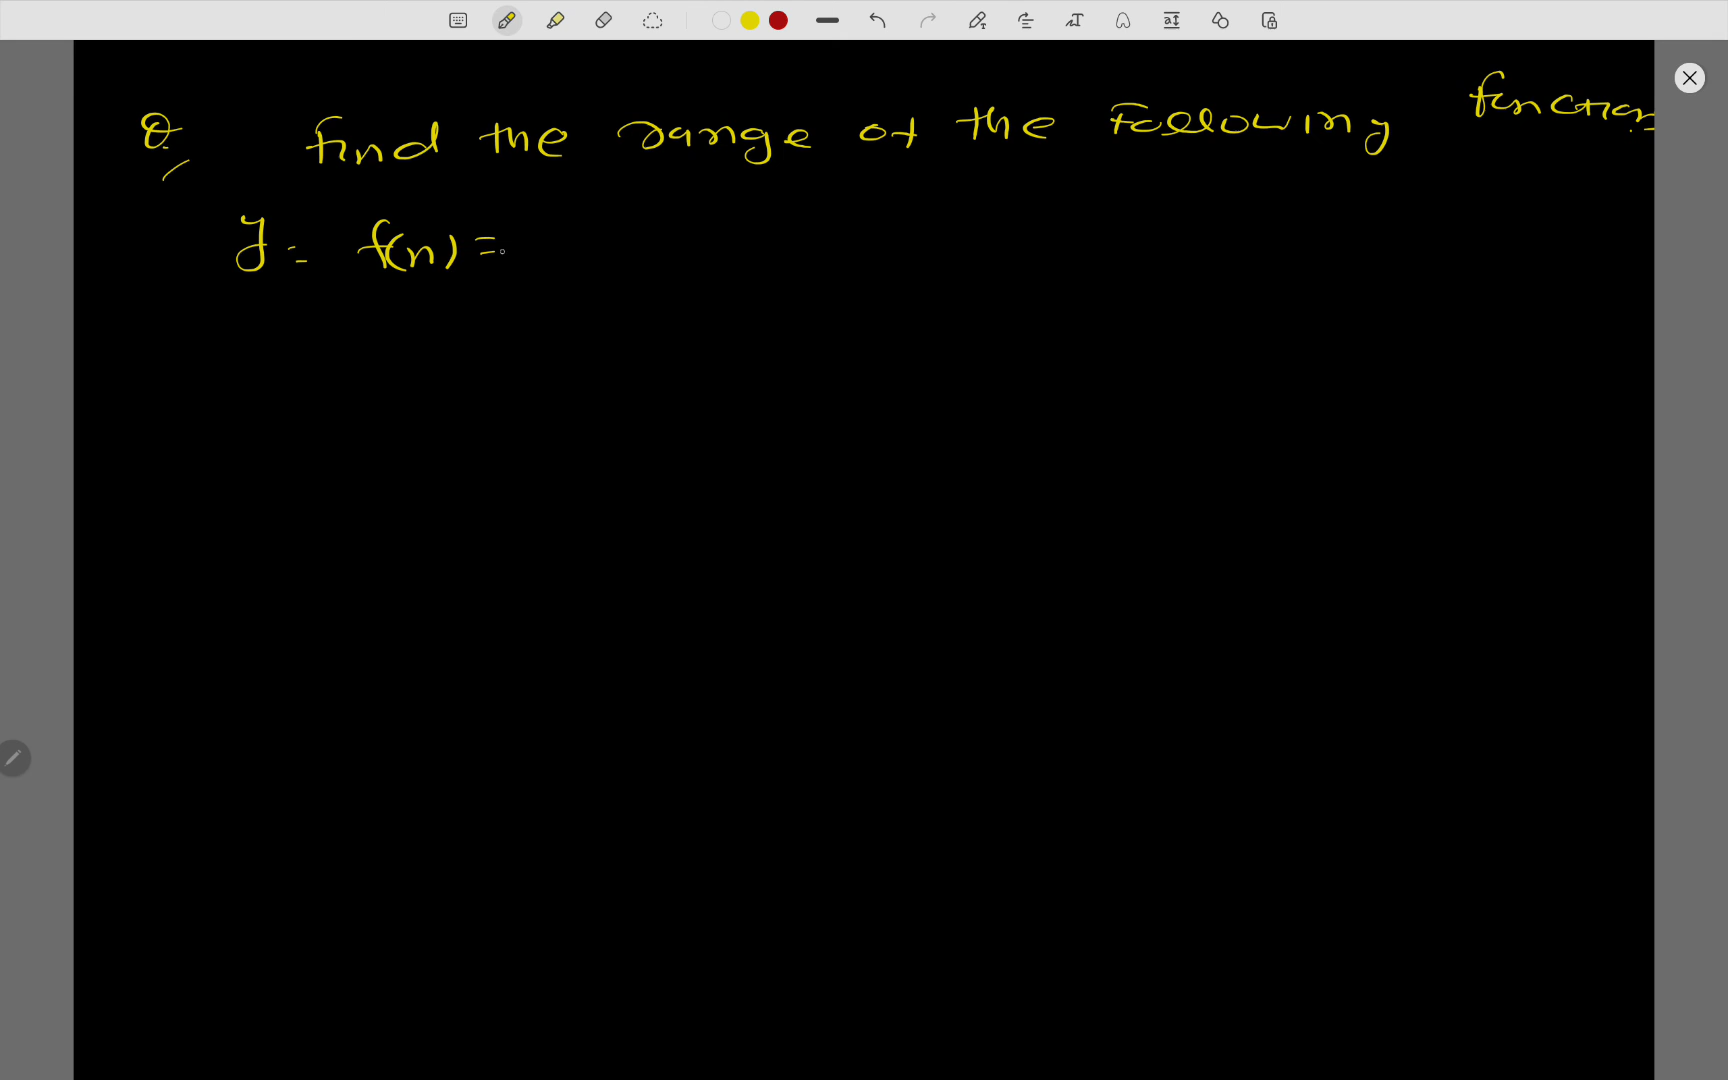 Q Find the range of the Following function
y = f(n) =